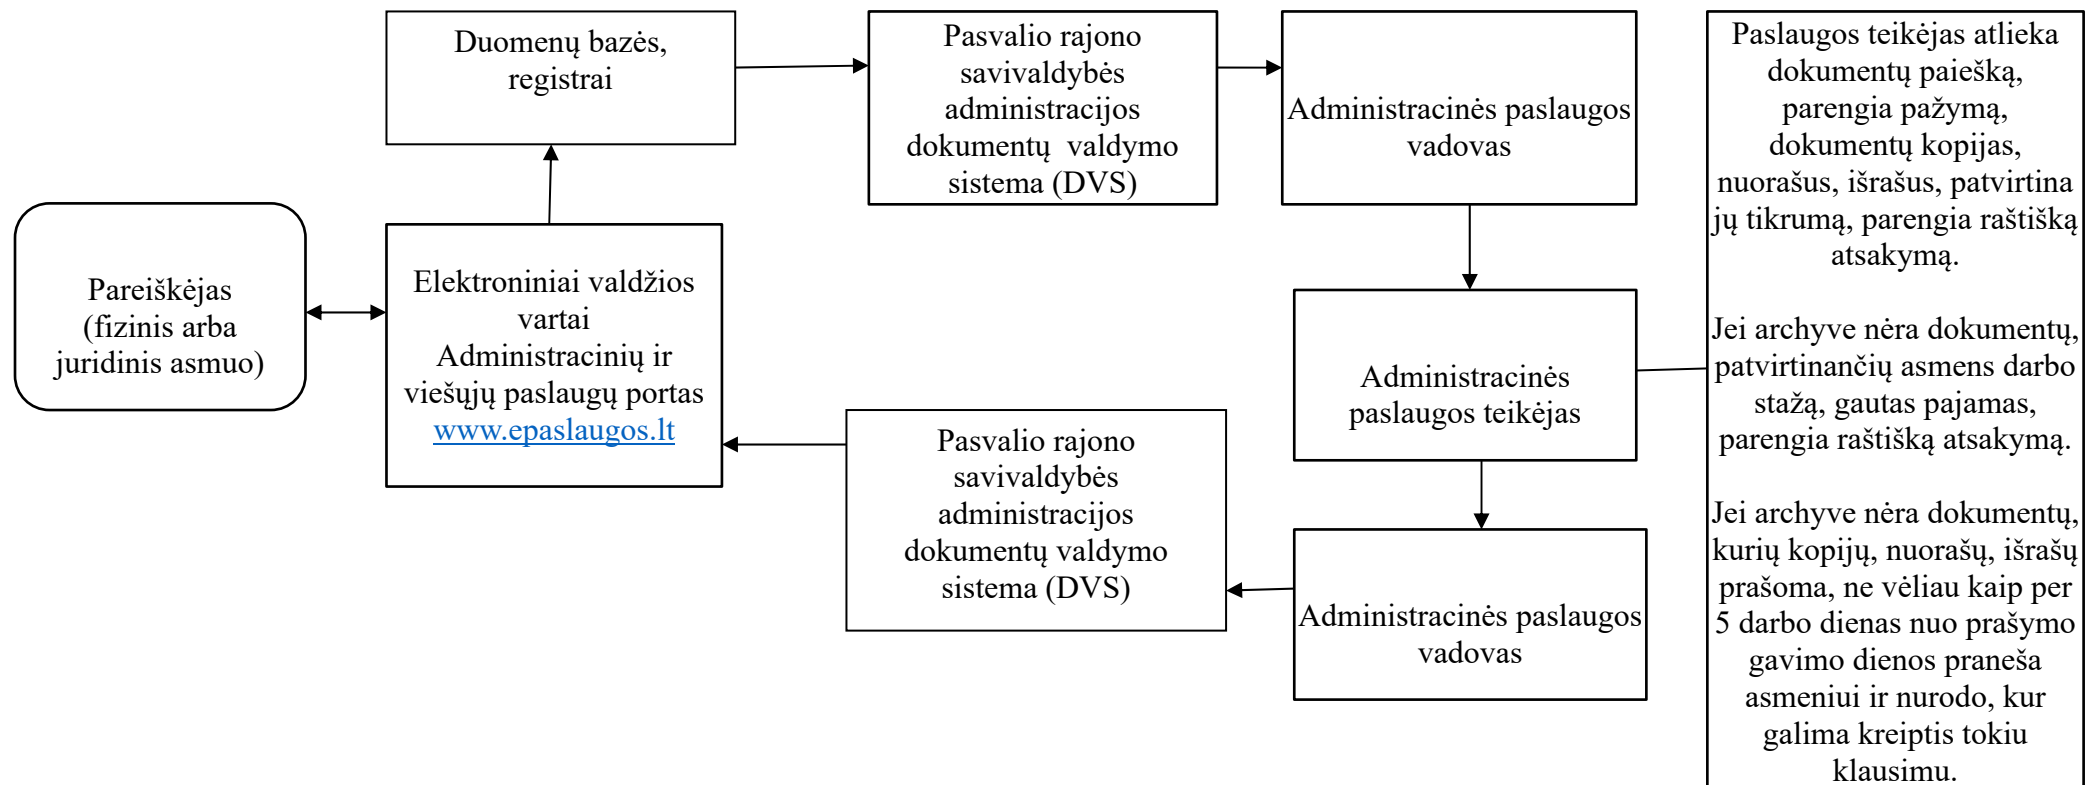 Duomenų bazės,
registrai
Pasvalio rajono
savivaldybės
administracijos
dokumentų  valdymo
sistema (DVS)
Administracinės paslaugos
vadovas
Paslaugos teikėjas atlieka
dokumentų paiešką,
parengia pažymą,
dokumentų kopijas,
nuorašus, išrašus, patvirtina
jų tikrumą, parengia raštišką
atsakymą.
Jei archyve nėra dokumentų,
patvirtinančių asmens darbo
stažą, gautas pajamas,
parengia raštišką atsakymą.
Jei archyve nėra dokumentų,
kurių kopijų, nuorašų, išrašų
prašoma, ne vėliau kaip per
5 darbo dienas nuo prašymo
gavimo dienos praneša
asmeniui ir nurodo, kur
galima kreiptis tokiu
klausimu.
Pareiškėjas
(fizinis arba
juridinis asmuo)
Elektroniniai valdžios
vartai
Administracinių ir
viešųjų paslaugų portas
www.epaslaugos.lt
Administracinės
paslaugos teikėjas
Pasvalio rajono
savivaldybės
administracijos
dokumentų valdymo
sistema (DVS)
Administracinės paslaugos
vadovas